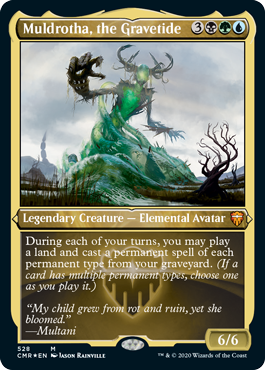 Muldrotha, the Gravetide 3
Legendary Creature — Elemental Avatar
During each of your turns, you may play
a land and cast a permanent spell of each
permanent type from your graveyard. (If a
card has multiple permanent types, choose one
as you play it.)
“My child grew from rot and ruin, yet she
bloomed.”
—Multani
6/6
528 M
CMR★EN Jason Rainville
™ & © 2020 Wizards of the Coast